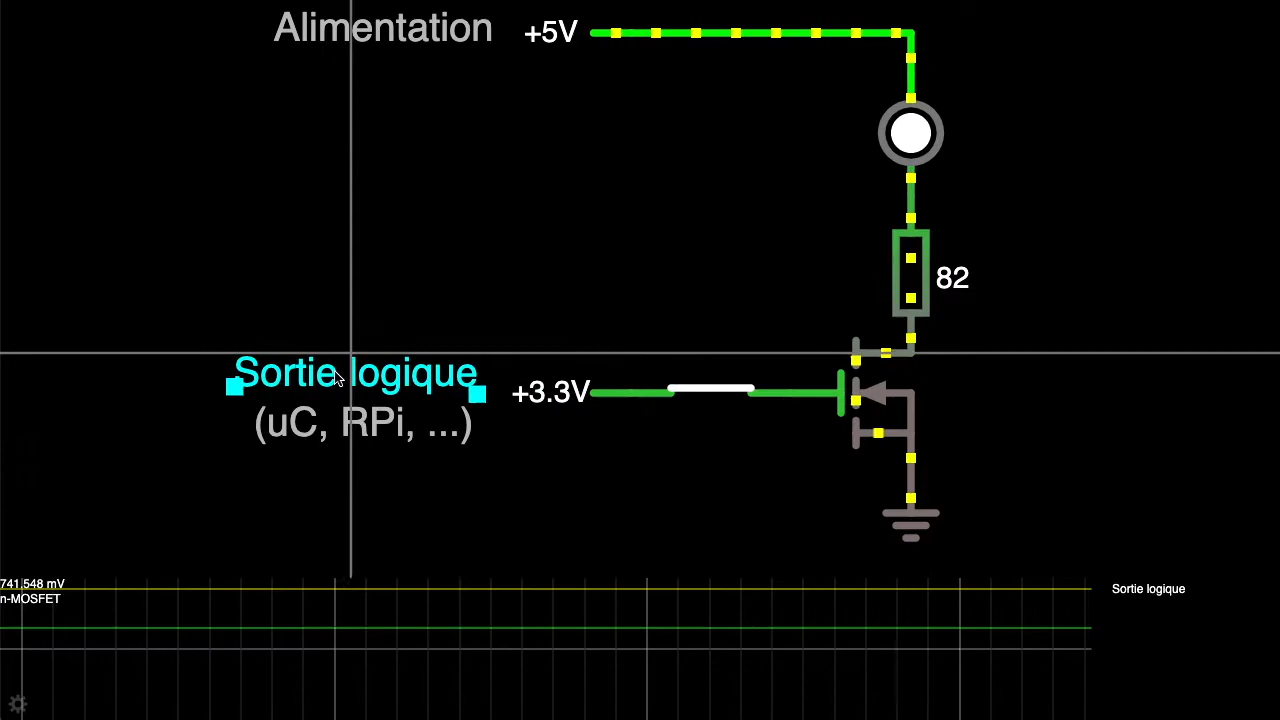 Alimentation +5V
82
Sortie logique +3.3V
(uC, RPi, ...)
741.548 mV
n-MOSFET
Sortie logique